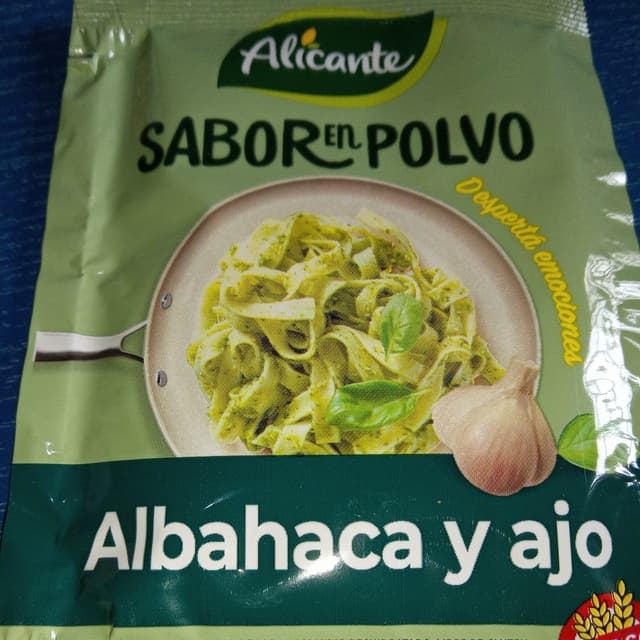 Alicante
SABOR EN POLVO
Despertá emociones
Albahaca y ajo